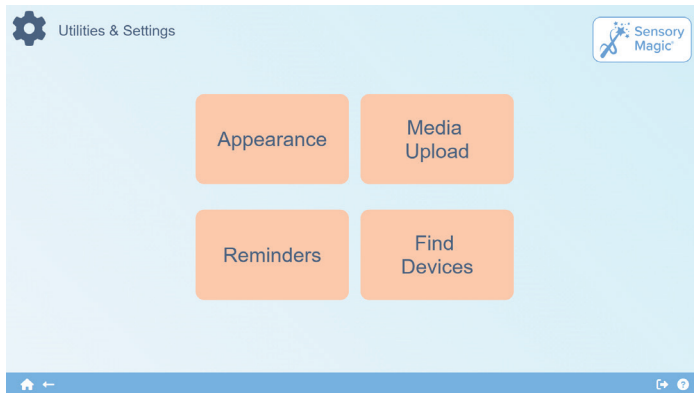 Utilities & Settings
Sensory
Magic®
Appearance
Media
Upload
Reminders
Find
Devices
?